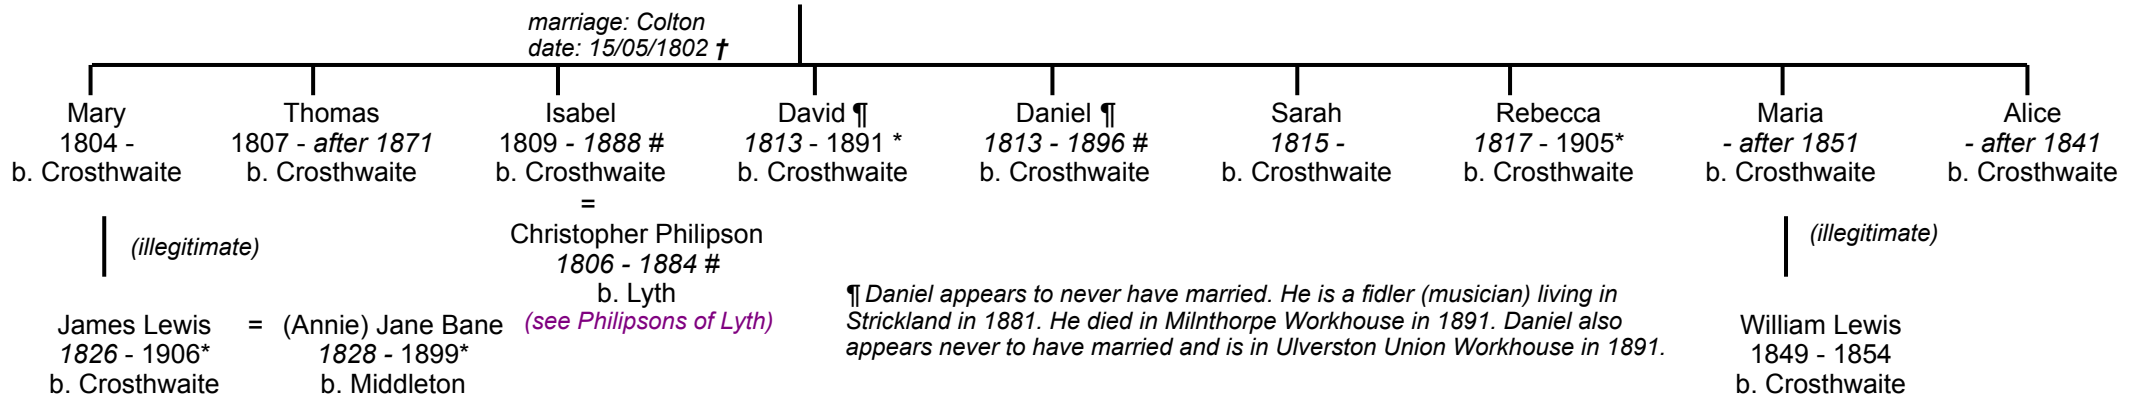 marriage: Colton
date: 15/05/1802 †
Mary
1804 -
b. Crosthwaite
Thomas
1807 - after 1871
b. Crosthwaite
Isabel
1809 - 1888 #
b. Crosthwaite
=
Christopher Philipson
1806 - 1884 #
b. Lyth
(see Philipsons of Lyth)
David ¶
1813 - 1891 *
b. Crosthwaite
Daniel ¶
1813 - 1896 #
b. Crosthwaite
Sarah
1815 -
b. Crosthwaite
Rebecca
1817 - 1905*
b. Crosthwaite
Maria
- after 1851
b. Crosthwaite
Alice
- after 1841
b. Crosthwaite
(illegitimate)
James Lewis
1826 - 1906*
b. Crosthwaite
=
(Annie) Jane Bane
1828 - 1899*
b. Middleton
¶ Daniel appears to never have married. He is a fidler (musician) living in
Strickland in 1881. He died in Milnthorpe Workhouse in 1891. Daniel also
appears never to have married and is in Ulverston Union Workhouse in 1891.
(illegitimate)
William Lewis
1849 - 1854
b. Crosthwaite